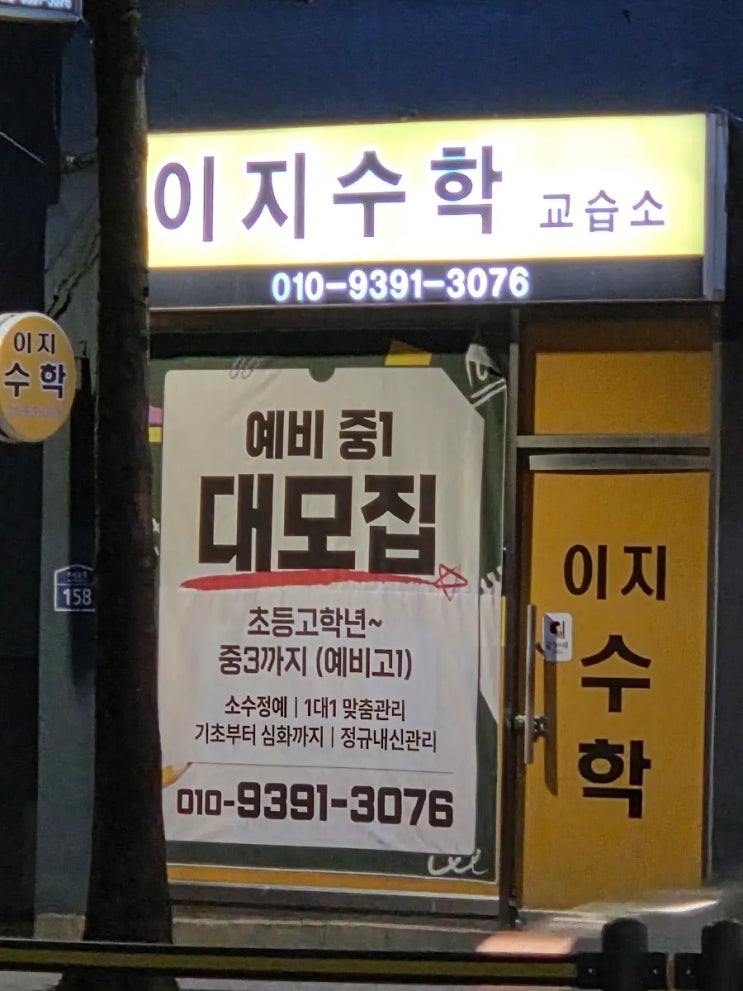 이지수학 교습소
010-9391-3076
이지
수학
예비 중1
대모집
초등고학년~
중3까지 (예비고1)
소수정예 | 1대1 맞춤관리
기초부터 심화까지 | 정규내신관리
010-9391-3076
158
이지
수
학